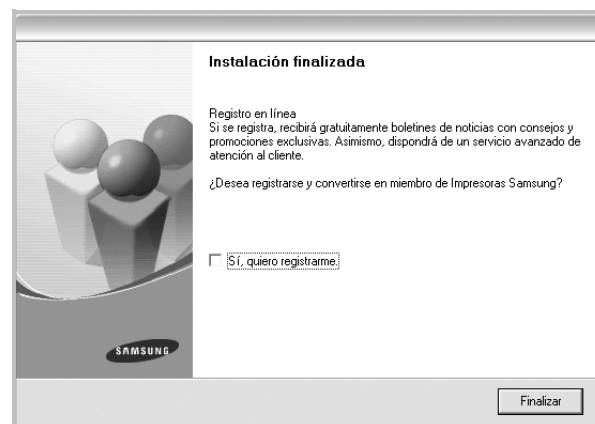 Instalación finalizada
Registro en línea
Si se registra, recibirá gratuitamente boletines de noticias con consejos y
promociones exclusivas. Asimismo, dispondrá de un servicio avanzado de
atención al cliente.
¿Desea registrarse y convertirse en miembro de Impresoras Samsung?
Sí, quiero registrarme.
SAMSUNG
Finalizar